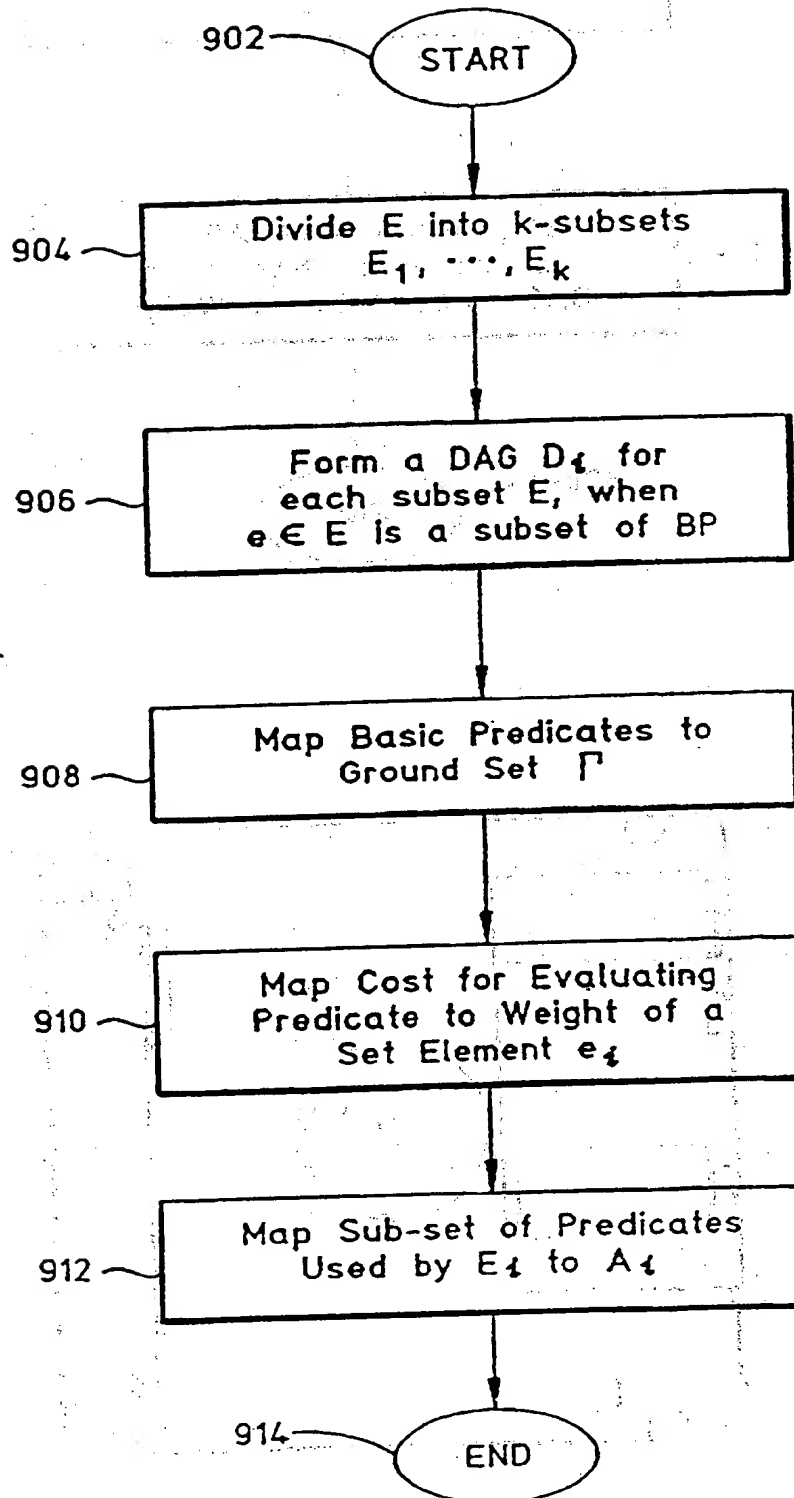 902
START
904
Divide E into k-subsets
E₁, ···, Eₖ
906
Form a DAG Dᵢ for
each subset E, when
e ∈ E is a subset of BP
908
Map Basic Predicates to
Ground Set Γ
910
Map Cost for Evaluating
Predicate to Weight of a
Set Element eᵢ
912
Map Sub-set of Predicates
Used by Eᵢ to Aᵢ
914
END